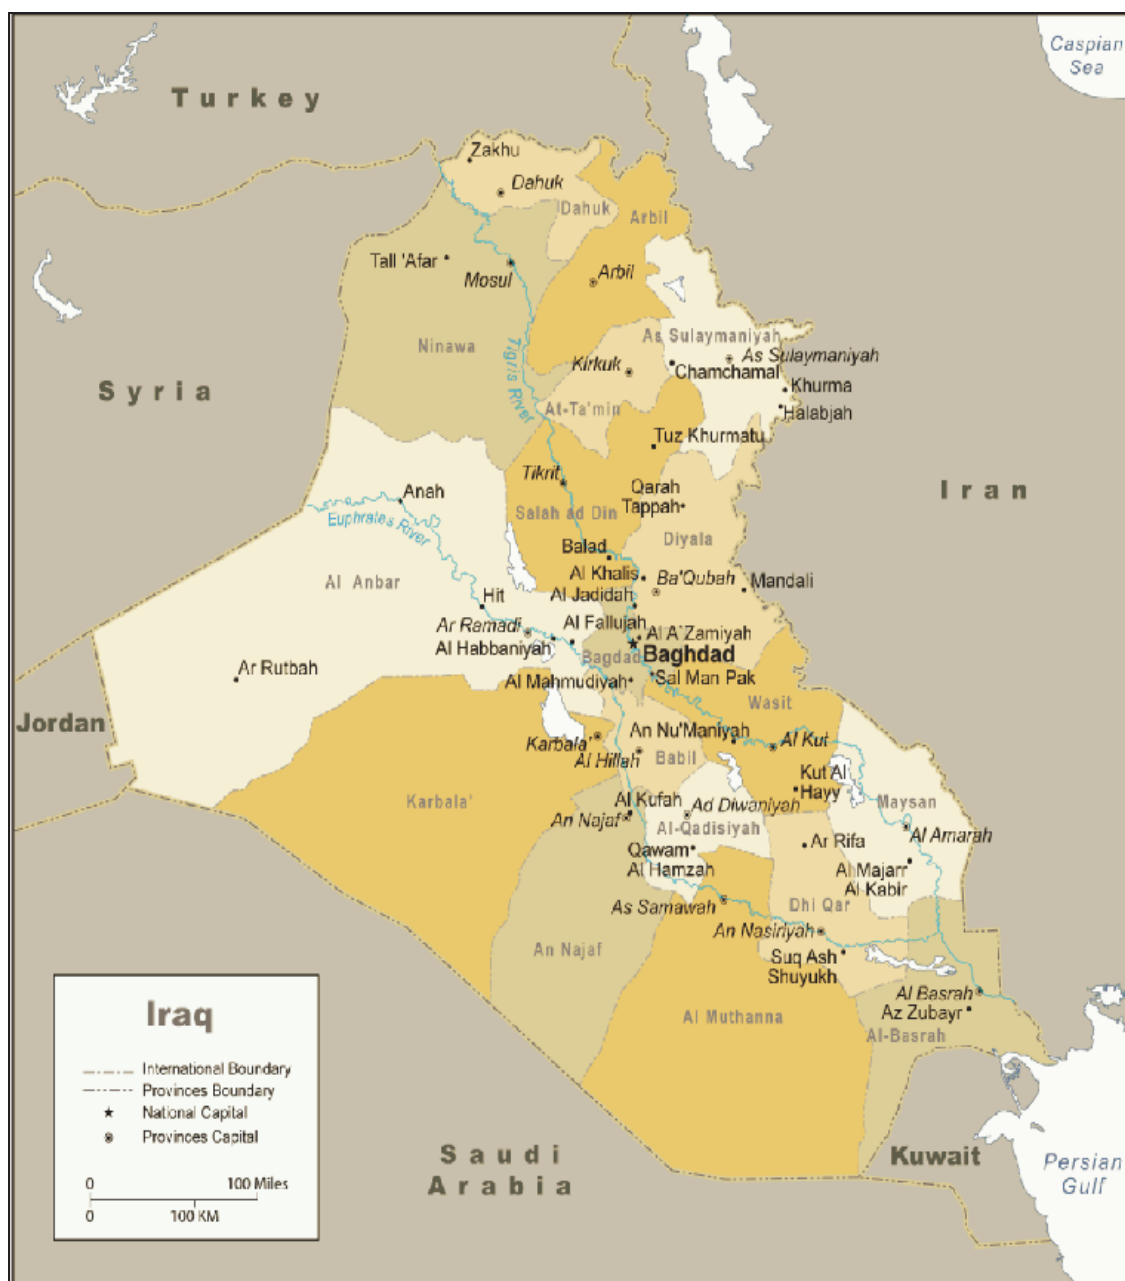 Caspian
Sea
Turkey
Zakhu
Dahuk
Dahuk
Arbil
Tall 'Afar
Mosul
Arbil
Ninawa
Tigris River
As Sulaymaniyah
As Sulaymaniyah
Kirkuk
Chamchamal
Syria
Khurma
At-Ta'min
Halabjah
Tuz Khurmatu
Tikrit
Iran
Anah
Qarah
Tappah
Euphrates River
Salah ad Din
Diyala
Balad
Al Anbar
Al Khalis
Ba'Qubah
Mandali
Hit
Al Jadidah
Ar Ramadi
Al Fallujah
Al A'Zamiyah
Al Habbaniyah
Bagdad
Baghdad
Ar Rutbah
Al Mahmudiyah
Sal Man Pak
Wasit
Jordan
An Nu'Maniyah
Karbala'
Al Kut
Al Hillah
Babil
Kut Al
Hayy
Karbala'
Al Kufah
Ad Diwaniyah
Maysan
An Najaf
Al-Qadisiyah
Al Amarah
Qawam
Al Hamzah
Ar Rifa
Al Majarr
Al Kabir
As Samawah
Dhi Qar
An Nasiriyah
An Najaf
Suq Ash
Shuyukh
Al Basrah
Az Zubayr
Al Muthanna
Al-Basrah
Iraq
International Boundary
Provinces Boundary
National Capital
Provinces Capital
0 100 Miles
0 100 KM
Saudi
Arabia
Kuwait
Persian
Gulf